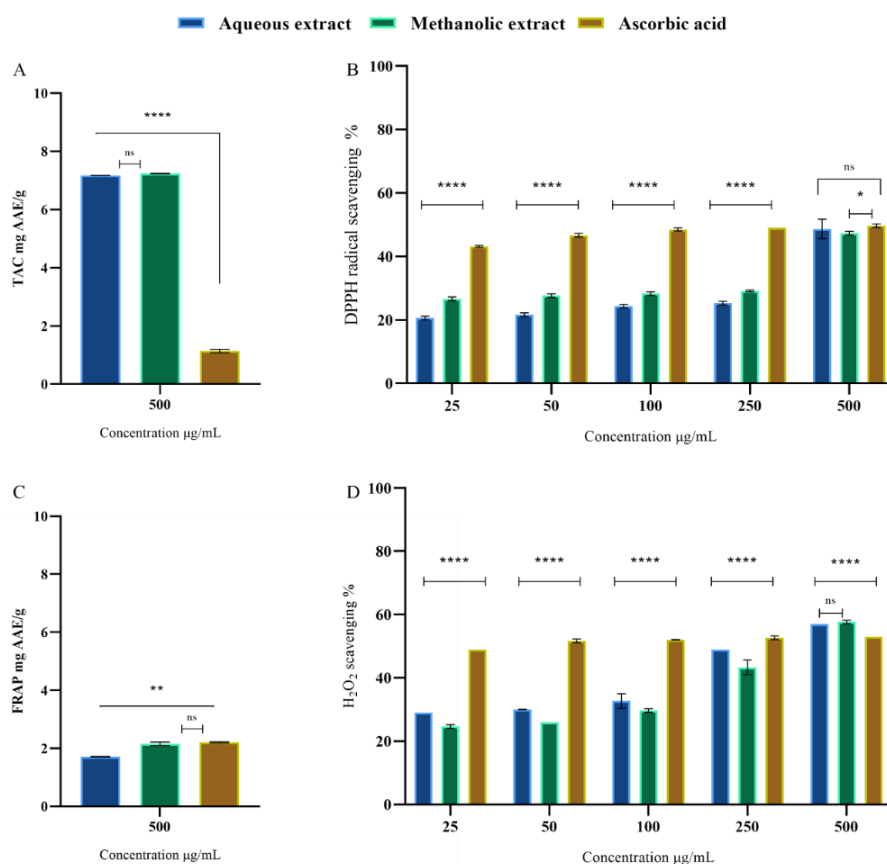 Aqueous extract Methanolic extract Ascorbic acid
A
TAC mg AAE/g
10
8
6
4
2
0
****
ns
500
Concentration µg/mL
B
DPPH radical scavenging %
100
80
60
40
20
0
**** **** **** **** ns
*
25 50 100 250 500
Concentration µg/mL
C
FRAP mg AAE/g
10
8
6
4
2
0
**
ns
500
Concentration µg/mL
D
H₂O₂ scavenging %
100
80
60
40
20
0
**** **** **** **** ****
ns
25 50 100 250 500
Concentration µg/mL